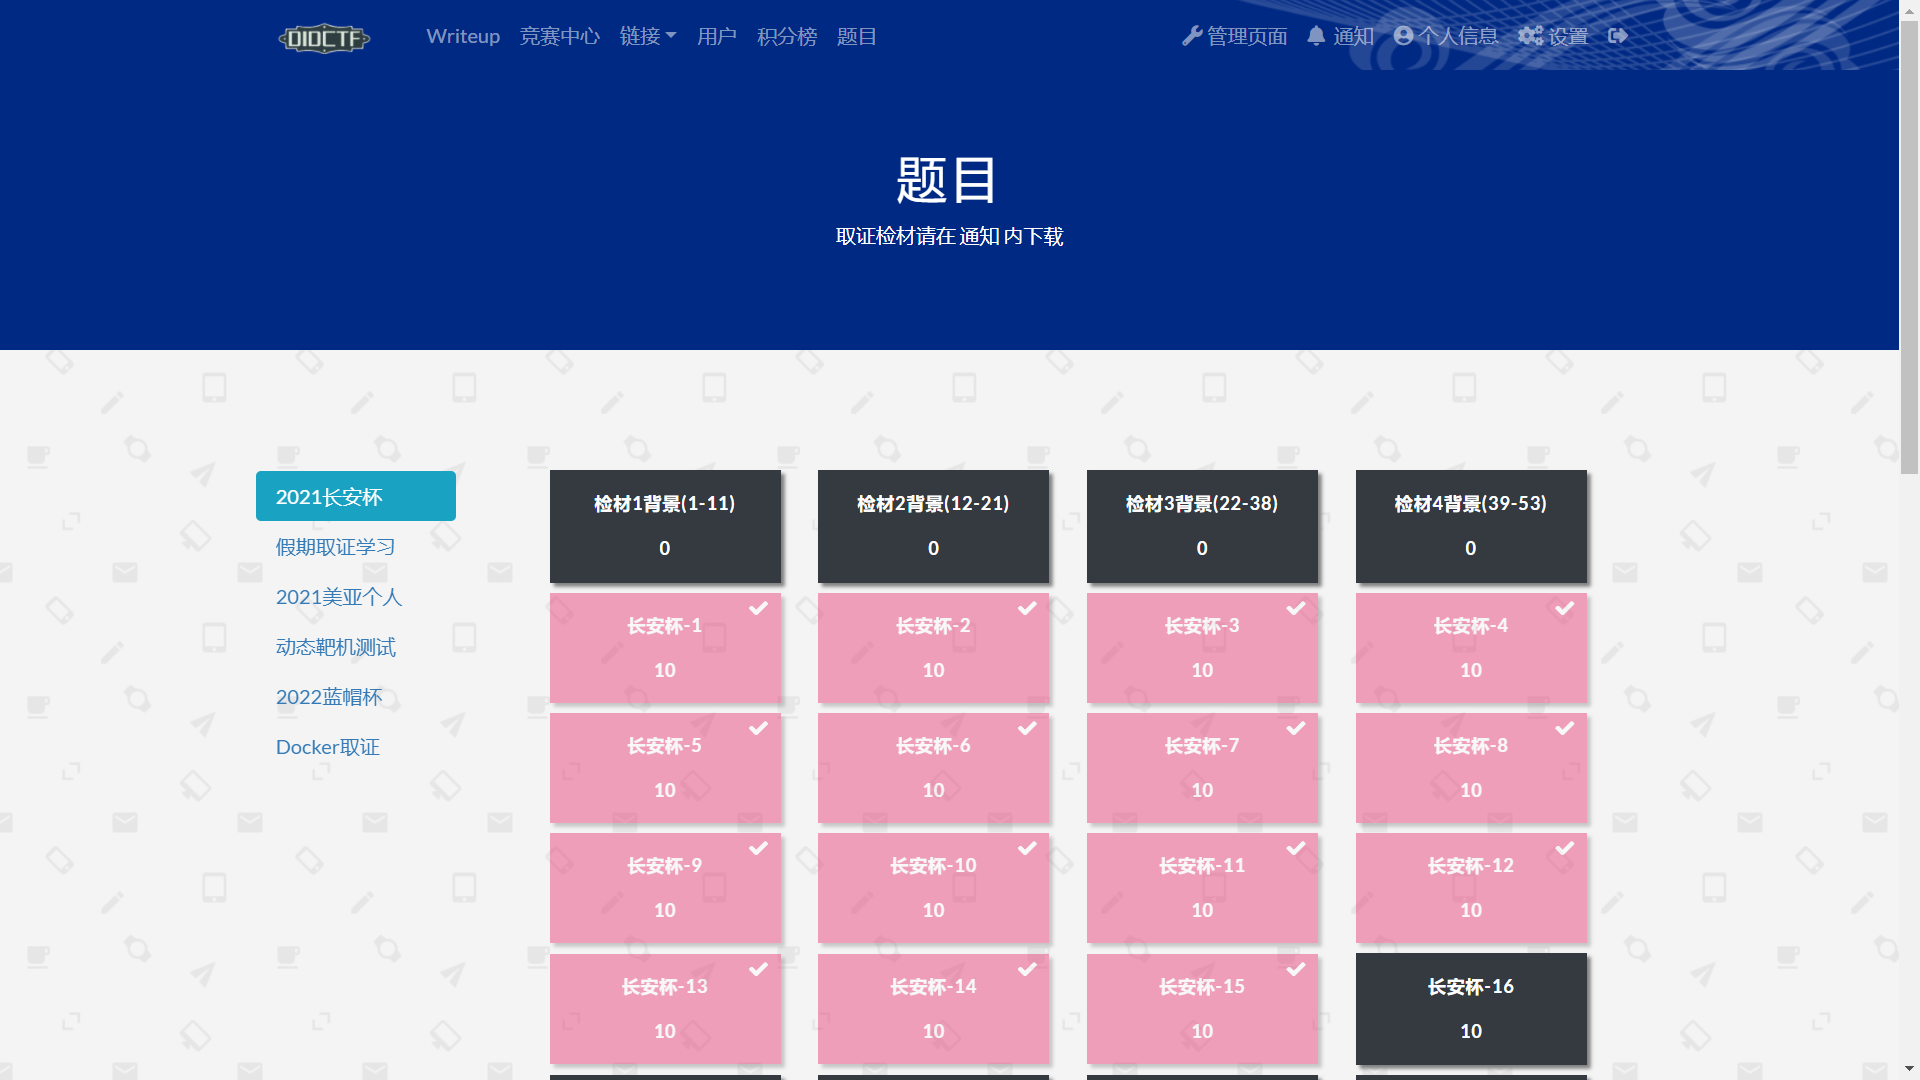 DIDCTF
Writeup 竞赛中心 链接 用户 积分榜 题目
管理页面 通知 个人信息 设置
题目
取证检材请在 通知 内下载
2021长安杯
假期取证学习
2021美亚个人
动态靶机测试
2022蓝帽杯
Docker取证
检材1背景(1-11)
0
检材2背景(12-21)
0
检材3背景(22-38)
0
检材4背景(39-53)
0
长安杯-1
10
长安杯-2
10
长安杯-3
10
长安杯-4
10
长安杯-5
10
长安杯-6
10
长安杯-7
10
长安杯-8
10
长安杯-9
10
长安杯-10
10
长安杯-11
10
长安杯-12
10
长安杯-13
10
长安杯-14
10
长安杯-15
10
长安杯-16
10